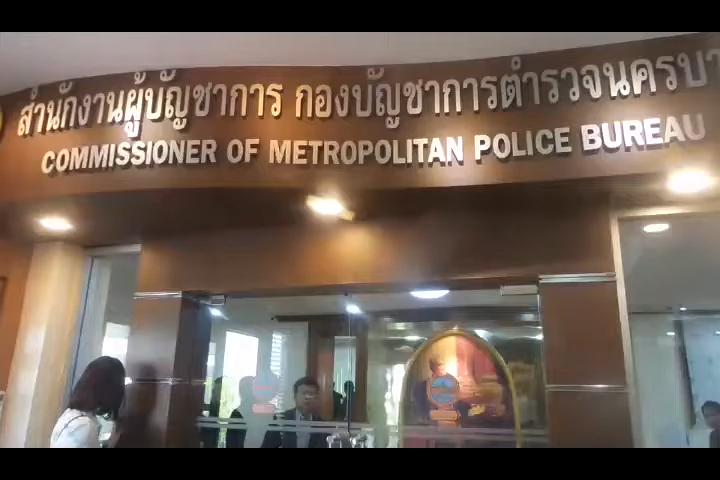 สำนักงานผู้บัญชาการ กองบัญชาการตำรวจนครบา
COMMISSIONER OF METROPOLITAN POLICE BUREAU